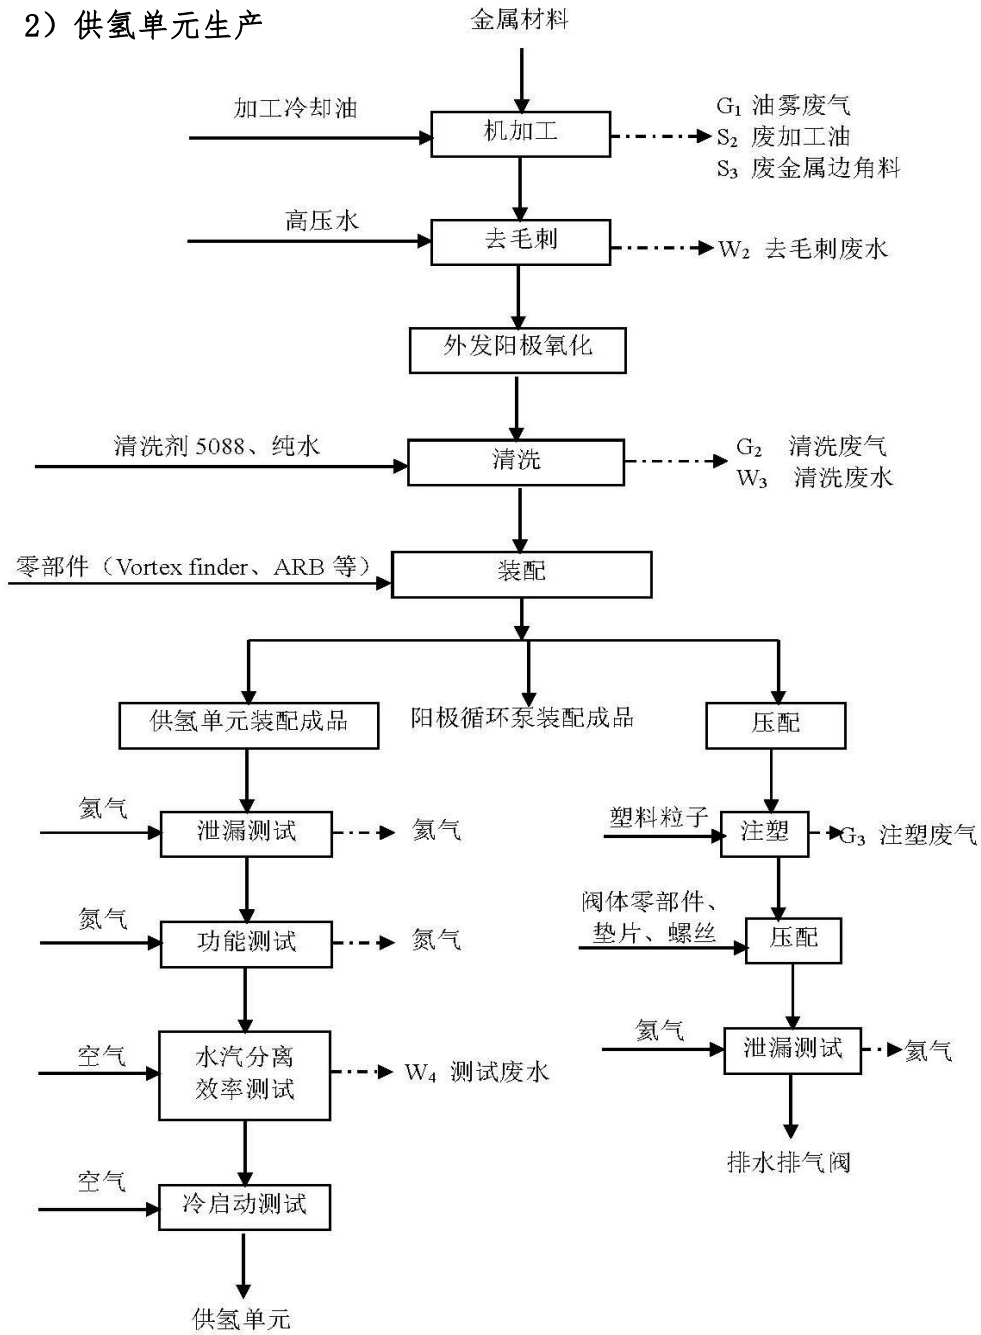 2）供氢单元生产
金属材料
加工冷却油
机加工
G₁ 油雾废气
S₂ 废加工油
S₃ 废金属边角料
高压水
去毛刺
W₂ 去毛刺废水
外发阳极氧化
清洗剂 5088、纯水
清洗
G₂ 清洗废气
W₃ 清洗废水
零部件（Vortex finder、ARB 等）
装配
供氢单元装配成品
阳极循环泵装配成品
压配
氦气
泄漏测试
氦气
塑料粒子
注塑
G₃ 注塑废气
氮气
功能测试
氮气
阀体零部件、
垫片、螺丝
压配
空气
水汽分离
效率测试
W₄ 测试废水
氦气
泄漏测试
氦气
排水排气阀
空气
冷启动测试
供氢单元